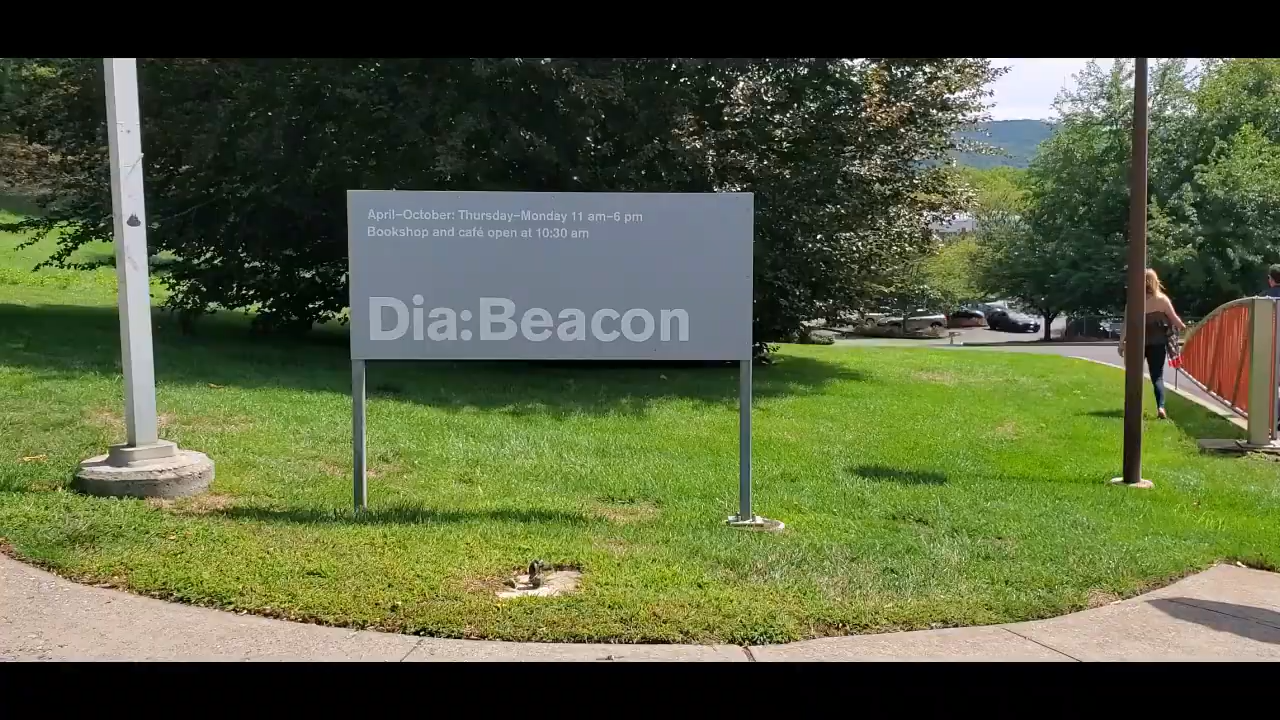 April–October: Thursday–Monday 11 am–6 pm
Bookshop and café open at 10:30 am
Dia:Beacon